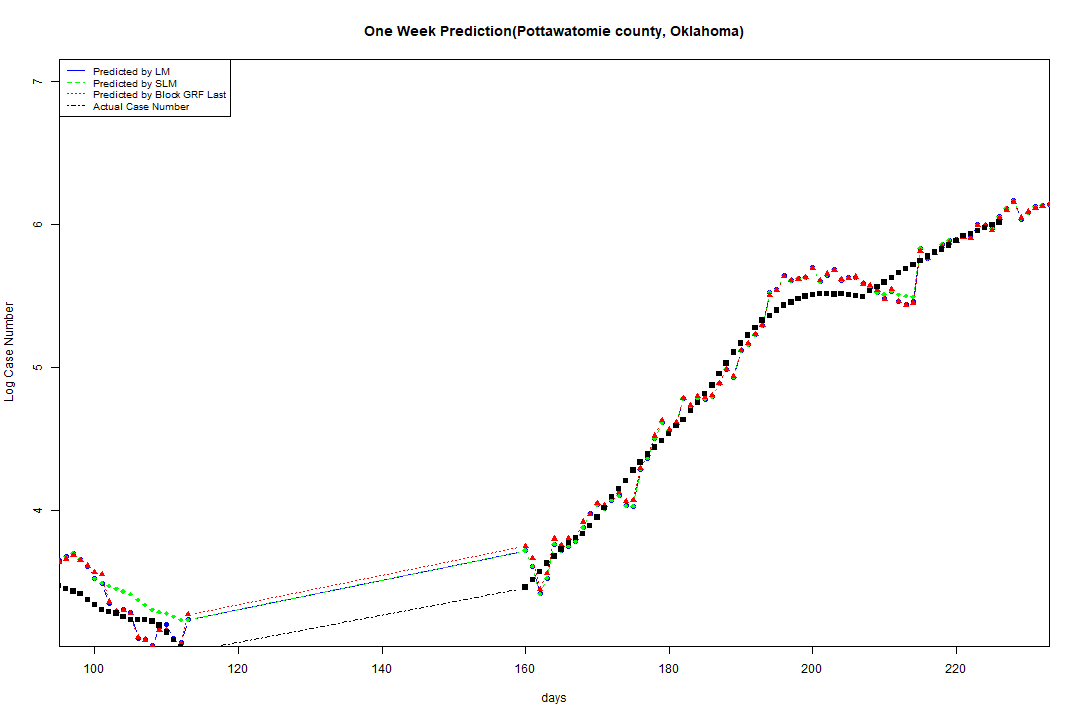 One Week Prediction(Pottawatomie county, Oklahoma)
Predicted by LM
Predicted by SLM
Predicted by Block GRF Last
Actual Case Number
7
6
5
4
Log Case Number
100 120 140 160 180 200 220
days